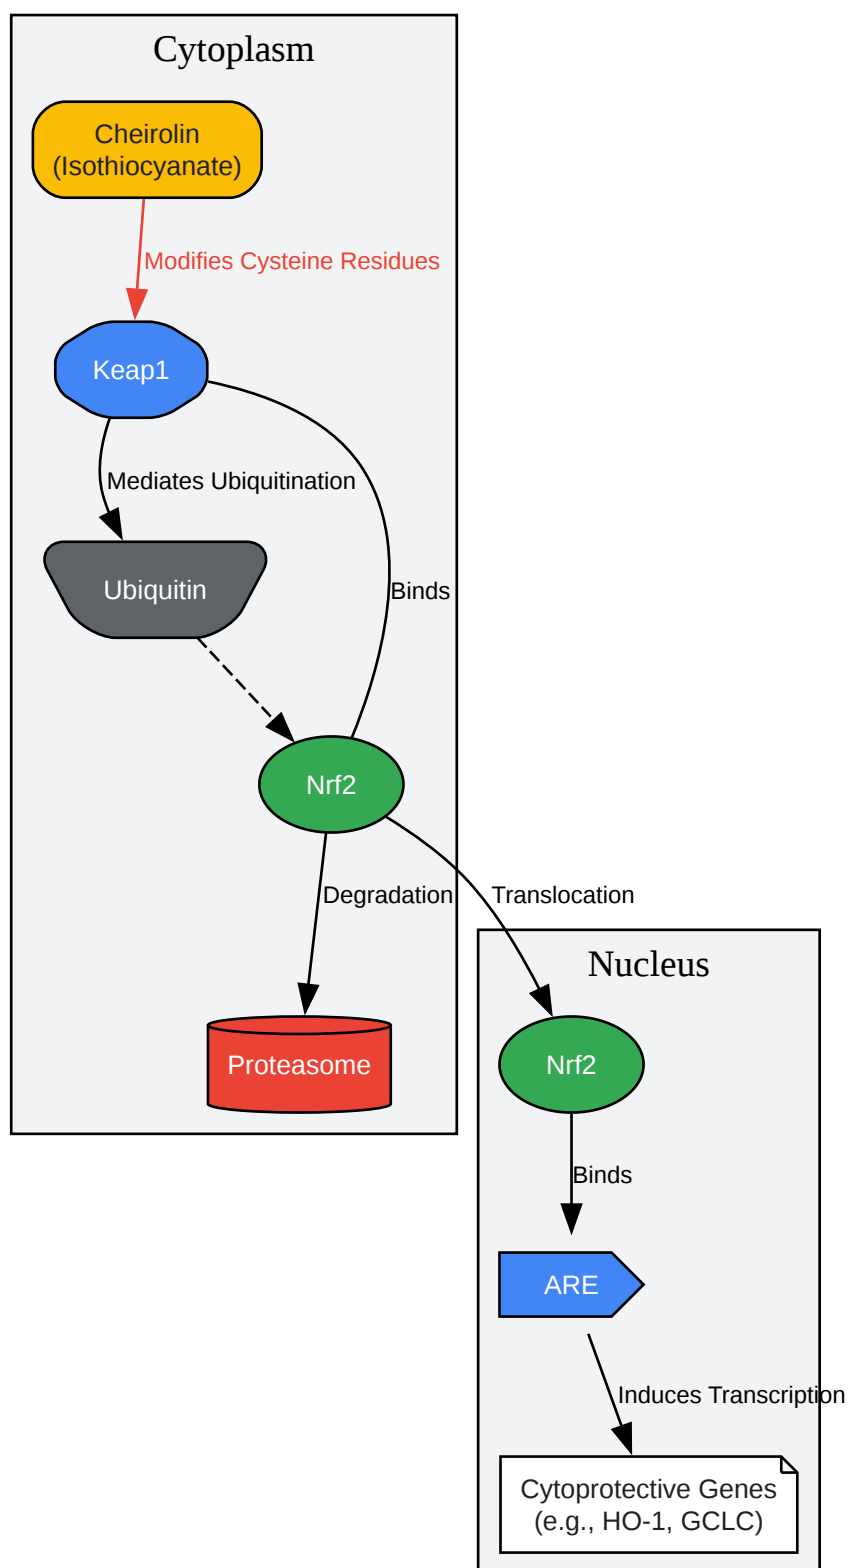 Cytoplasm
Cheirolin
(Isothiocyanate)
Modifies Cysteine Residues
Keap1
Mediates Ubiquitination
Ubiquitin
Binds
Nrf2
Degradation
Translocation
Proteasome
Nucleus
Nrf2
Binds
ARE
Induces Transcription
Cytoprotective Genes
(e.g., HO-1, GCLC)